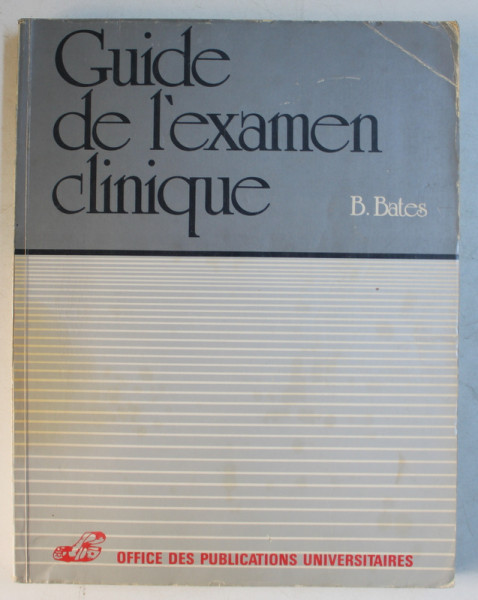 Guide
de l'examen
clinique
B. Bates
OFFICE DES PUBLICATIONS UNIVERSITAIRES